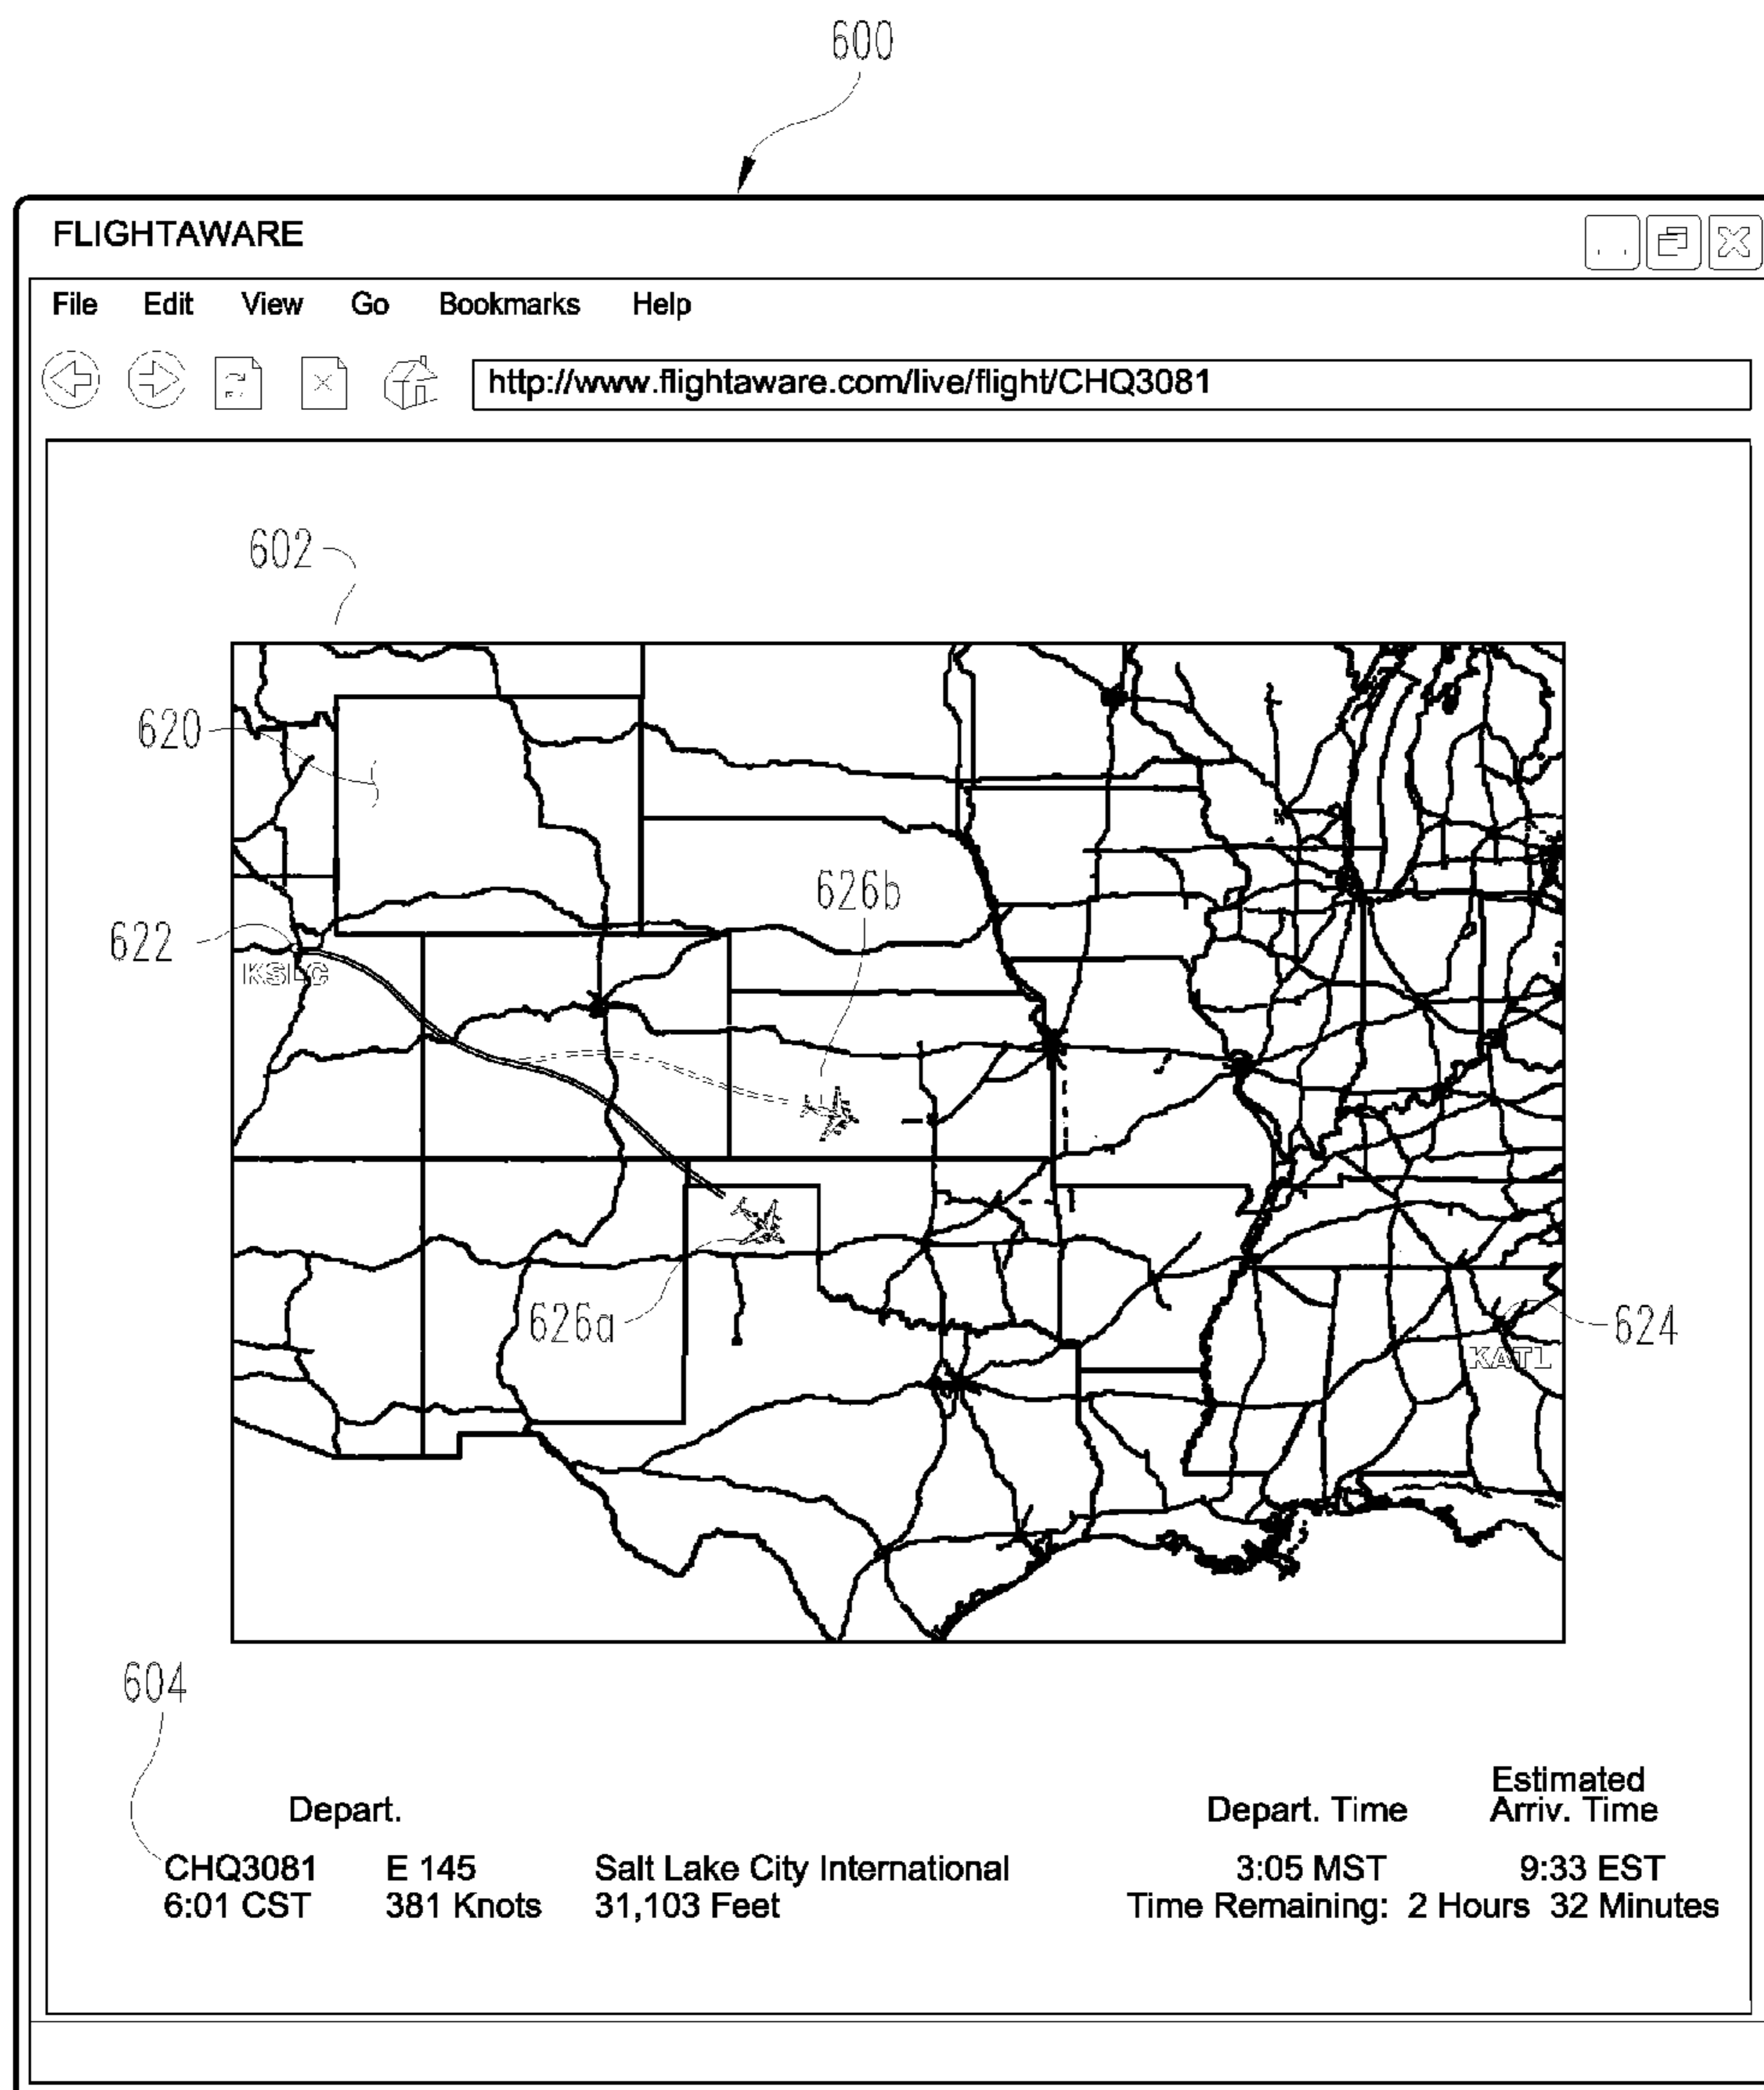 600
FLIGHTAWARE
File Edit View Go Bookmarks Help
http://www.flightaware.com/live/flight/CHQ3081
602
620
626b
622
KSLC
626a
624
KATL
604
Depart. Depart. Time Estimated Arriv. Time
CHQ3081 E 145 Salt Lake City International 3:05 MST 9:33 EST
6:01 CST 381 Knots 31,103 Feet Time Remaining: 2 Hours 32 Minutes